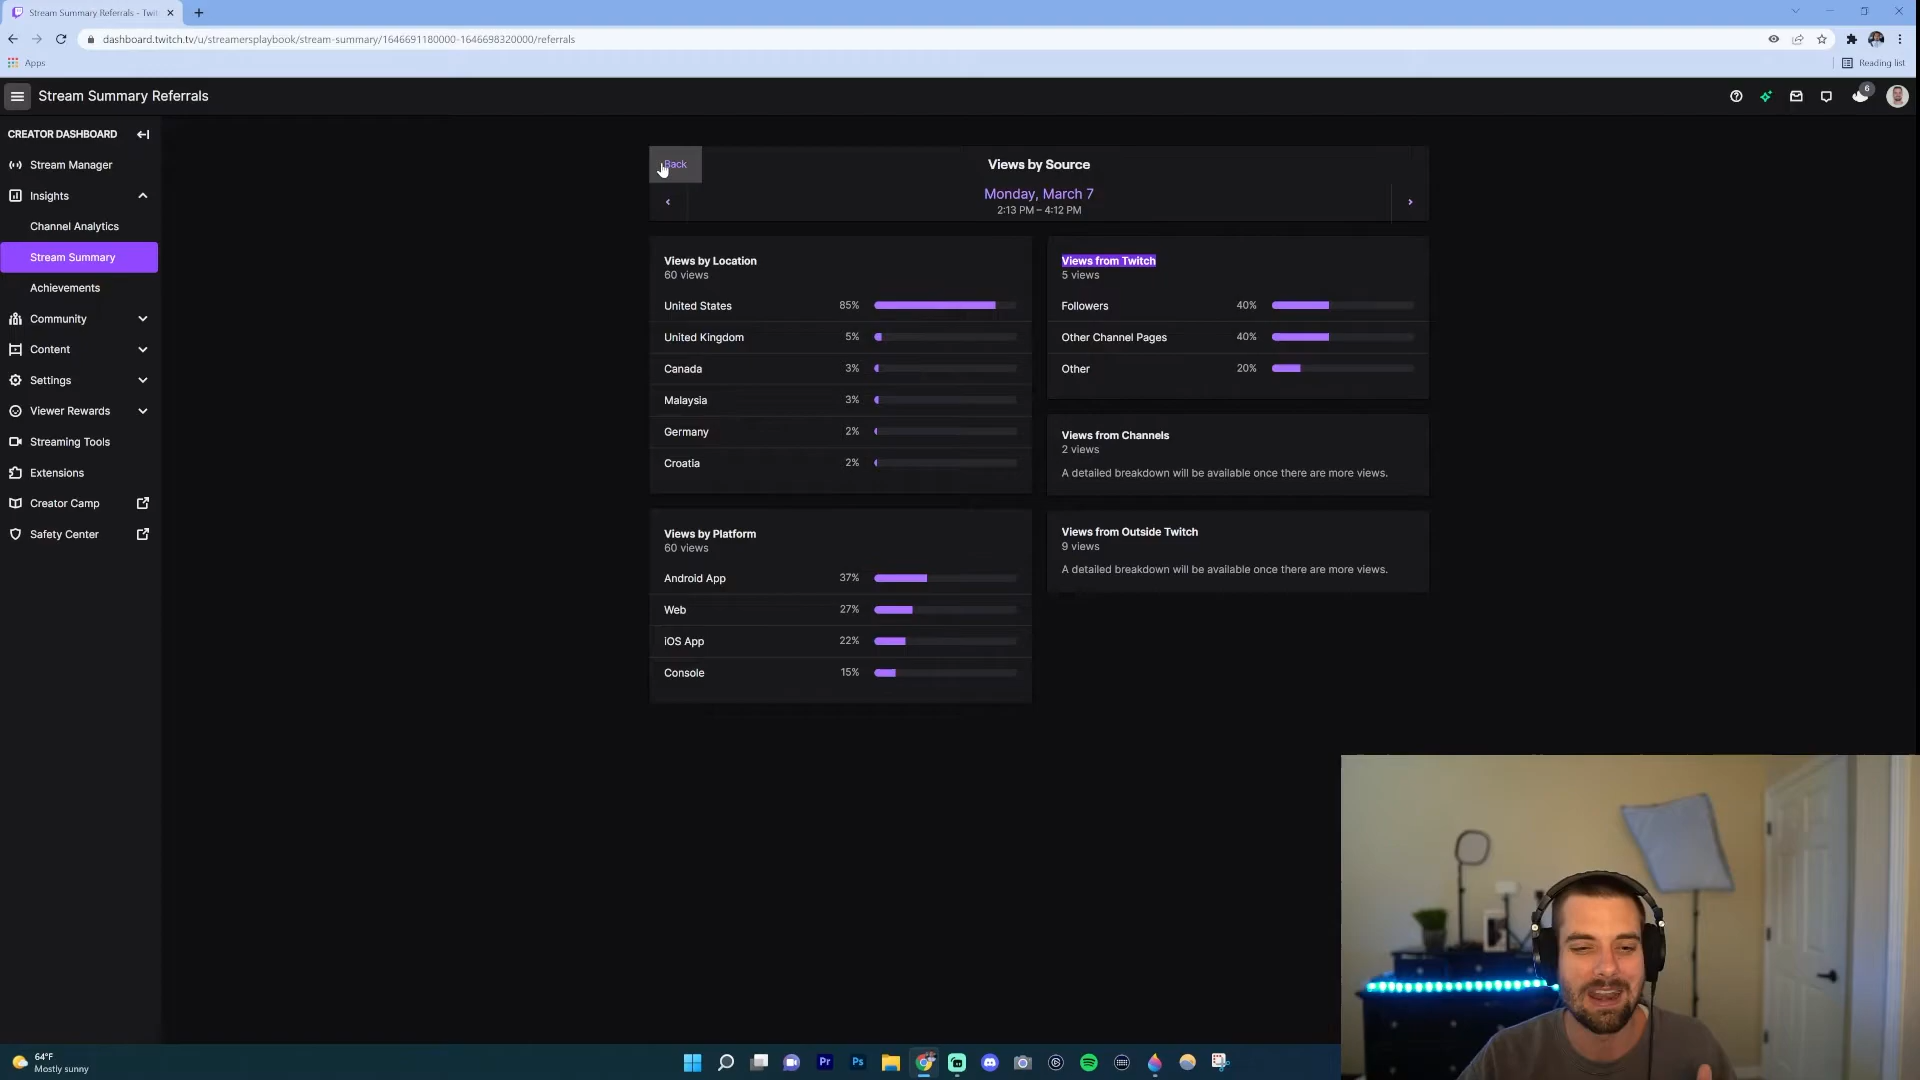 Stream Summary Referrals - Twit
dashboard.twitch.tv/u/streamersplaybook/stream-summary/1646691180000-1646698320000/referrals
Apps
Reading list
Stream Summary Referrals
6
CREATOR DASHBOARD
Stream Manager
Insights
Channel Analytics
Stream Summary
Achievements
Community
Content
Settings
Viewer Rewards
Streaming Tools
Extensions
Creator Camp
Safety Center
Back
Views by Source
Monday, March 7
2:13 PM – 4:12 PM
Views by Location
60 views
United States 85%
United Kingdom 5%
Canada 3%
Malaysia 3%
Germany 2%
Croatia 2%
Views by Platform
60 views
Android App 37%
Web 27%
iOS App 22%
Console 15%
Views from Twitch
5 views
Followers 40%
Other Channel Pages 40%
Other 20%
Views from Channels
2 views
A detailed breakdown will be available once there are more views.
Views from Outside Twitch
9 views
A detailed breakdown will be available once there are more views.
64°F
Mostly sunny
Pr
Ps